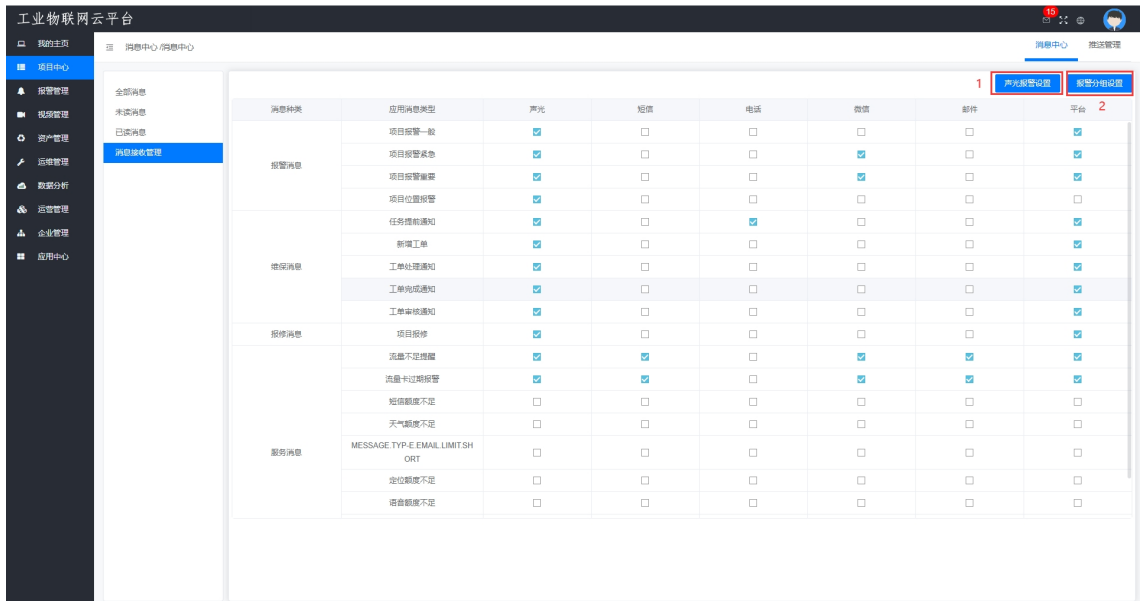 工业物联网云平台
15
我的主页
消息中心 /消息中心
消息中心
推送管理
项目中心
报警管理
视频管理
资产管理
运维管理
数据分析
运营管理
企业管理
应用中心
全部消息
未读消息
已读消息
消息接收管理
1
声光报警设置
报警分组设置
2
消息种类 应用消息类型 声光 短信 电话 微信 邮件 平台
报警消息
项目报警一般
项目报警紧急
项目报警重要
项目位置报警
维保消息
任务提前通知
新增工单
工单处理通知
工单完成通知
工单审核通知
报修消息
项目报修
服务消息
流量不足提醒
流量卡过期报警
短信额度不足
天气额度不足
MESSAGE.TYP-E.EMAIL.LIMIT.SH
ORT
定位额度不足
语音额度不足